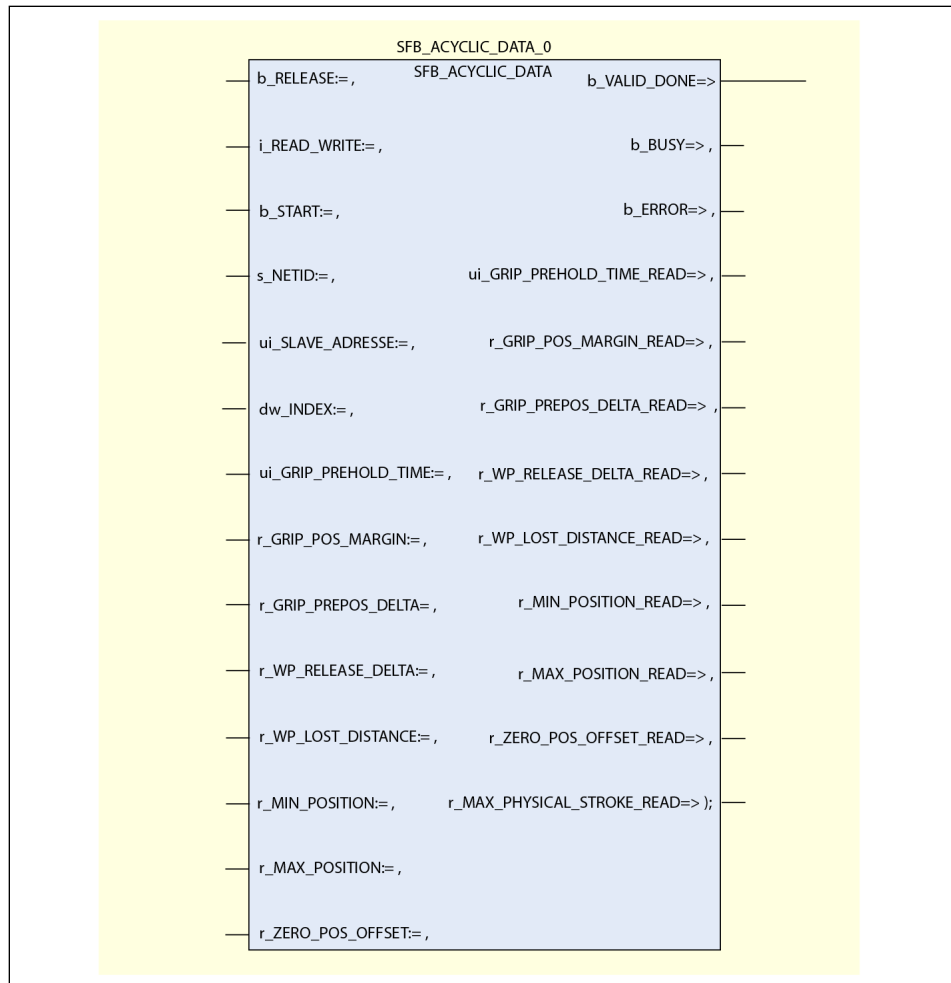 SFB_ACYCLIC_DATA_0
SFB_ACYCLIC_DATA
b_RELEASE:= , b_VALID_DONE=>
i_READ_WRITE:= , b_BUSY=> ,
b_START:= , b_ERROR=> ,
s_NETID:= , ui_GRIP_PREHOLD_TIME_READ=> ,
ui_SLAVE_ADRESSE:= , r_GRIP_POS_MARGIN_READ=> ,
dw_INDEX:= , r_GRIP_PREPOS_DELTA_READ=> ,
ui_GRIP_PREHOLD_TIME:= , r_WP_RELEASE_DELTA_READ=> ,
r_GRIP_POS_MARGIN:= , r_WP_LOST_DISTANCE_READ=> ,
r_GRIP_PREPOS_DELTA= , r_MIN_POSITION_READ=> ,
r_WP_RELEASE_DELTA:= , r_MAX_POSITION_READ=> ,
r_WP_LOST_DISTANCE:= , r_ZERO_POS_OFFSET_READ=> ,
r_MIN_POSITION:= , r_MAX_PHYSICAL_STROKE_READ=> );
r_MAX_POSITION:= ,
r_ZERO_POS_OFFSET:= ,